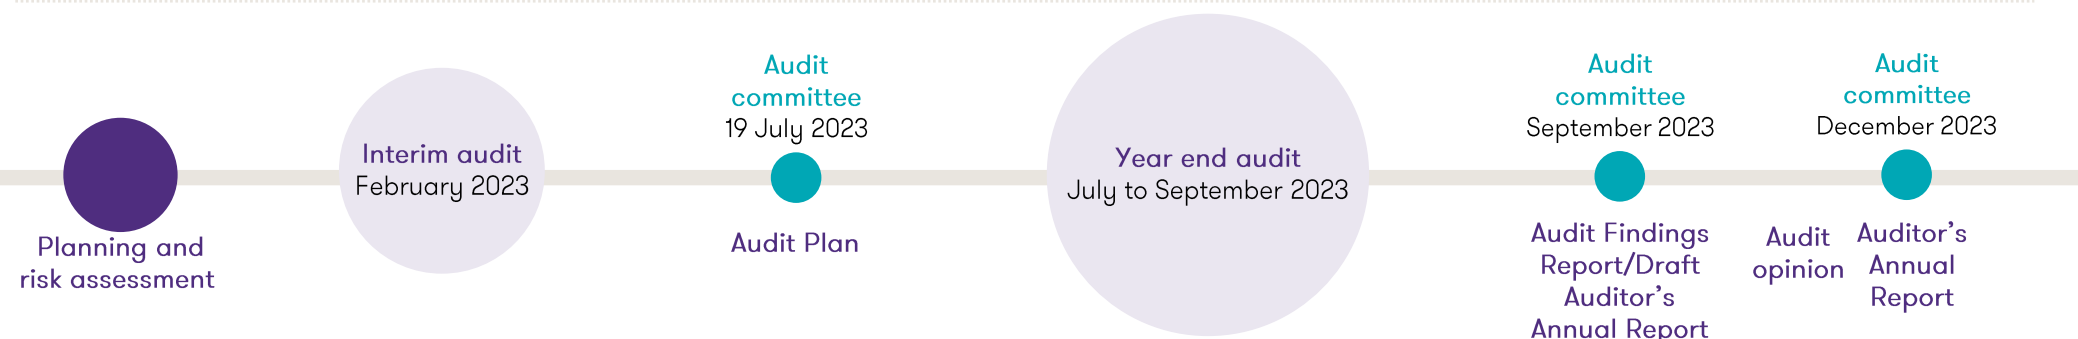 Planning and
risk assessment
Interim audit
February 2023
Audit
committee
19 July 2023
Audit Plan
Year end audit
July to September 2023
Audit
committee
September 2023
Audit Findings
Report/Draft
Auditor's
Annual Report
Audit
opinion
Audit
committee
December 2023
Auditor's
Annual
Report